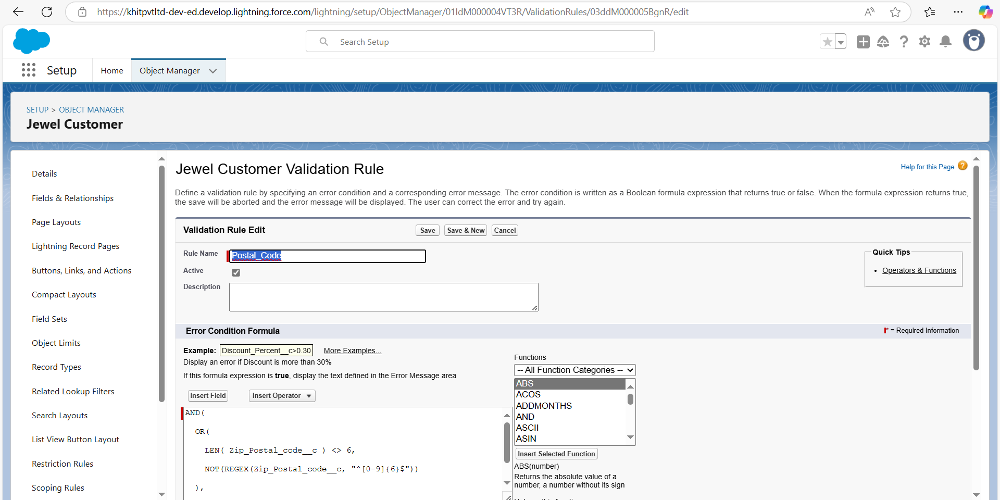 https://khitpvtltd-dev-ed.develop.lightning.force.com/lightning/setup/ObjectManager/01IdM000004VT3R/ValidationRules/03ddM000005BgnR/edit
Search Setup
Setup
Home
Object Manager
SETUP > OBJECT MANAGER
Jewel Customer
Details
Fields & Relationships
Page Layouts
Lightning Record Pages
Buttons, Links, and Actions
Compact Layouts
Field Sets
Object Limits
Record Types
Related Lookup Filters
Search Layouts
List View Button Layout
Restriction Rules
Scoping Rules
Jewel Customer Validation Rule
Help for this Page
Define a validation rule by specifying an error condition and a corresponding error message. The error condition is written as a Boolean formula expression that returns true or false. When the formula expression returns true,
the save will be aborted and the error message will be displayed. The user can correct the error and try again.
Validation Rule Edit
Save
Save & New
Cancel
Rule Name
Postal_Code
Active
Description
Quick Tips
• Operators & Functions
Error Condition Formula
* = Required Information
Example: Discount_Percent__c>0.30 More Examples...
Display an error if Discount is more than 30%
If this formula expression is true, display the text defined in the Error Message area
Insert Field
Insert Operator
AND(
OR(
LEN( Zip_Postal_code__c ) <> 6,
NOT(REGEX(Zip_Postal_code__c, "^[0-9]{6}$"))
),
Functions
-- All Function Categories --
ABS
ACOS
ADDMONTHS
AND
ASCII
ASIN
Insert Selected Function
ABS(number)
Returns the absolute value of a
number, a number without its sign